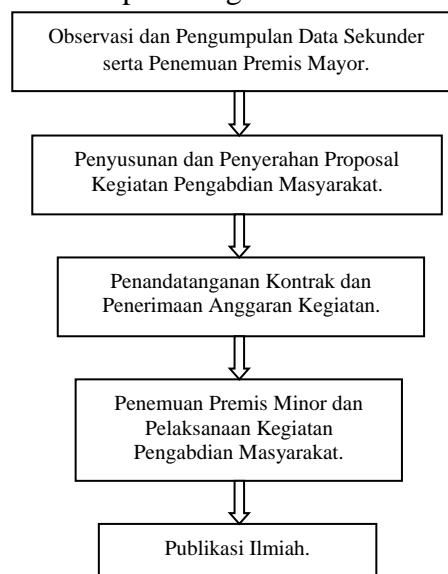 Observasi dan Pengumpulan Data Sekunder
serta Penemuan Premis Mayor.
Penyusunan dan Penyerahan Proposal
Kegiatan Pengabdian Masyarakat.
Penandatanganan Kontrak dan
Penerimaan Anggaran Kegiatan.
Penemuan Premis Minor dan
Pelaksanaan Kegiatan
Pengabdian Masyarakat.
Publikasi Ilmiah.